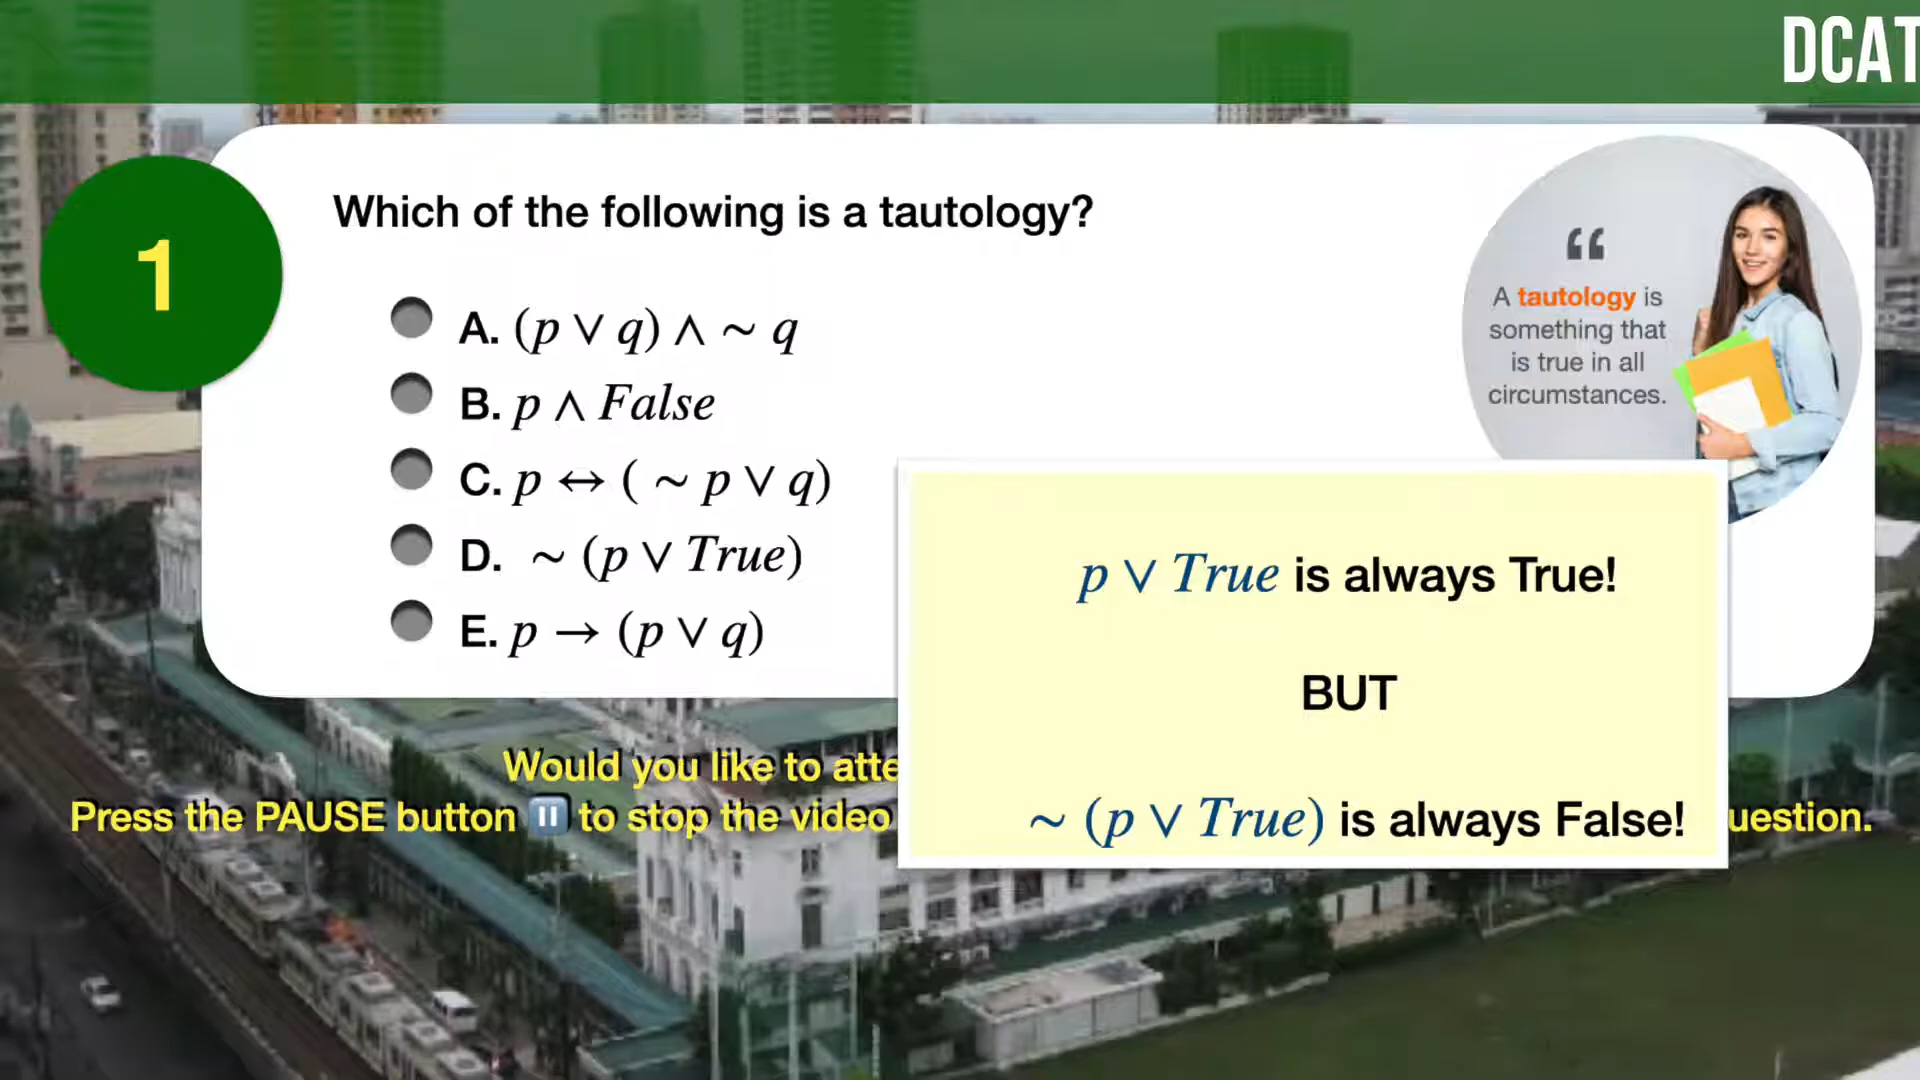 DCAT
1
Which of the following is a tautology?
A. (p ∨ q) ∧ ~ q
B. p ∧ False
C. p ↔ ( ~ p ∨ q)
D. ~ (p ∨ True)
E. p → (p ∨ q)
“
A tautology is
something that
is true in all
circumstances.
p ∨ True is always True!
BUT
~ (p ∨ True) is always False!
Would you like to atte
Press the PAUSE button ⏸ to stop the video uestion.